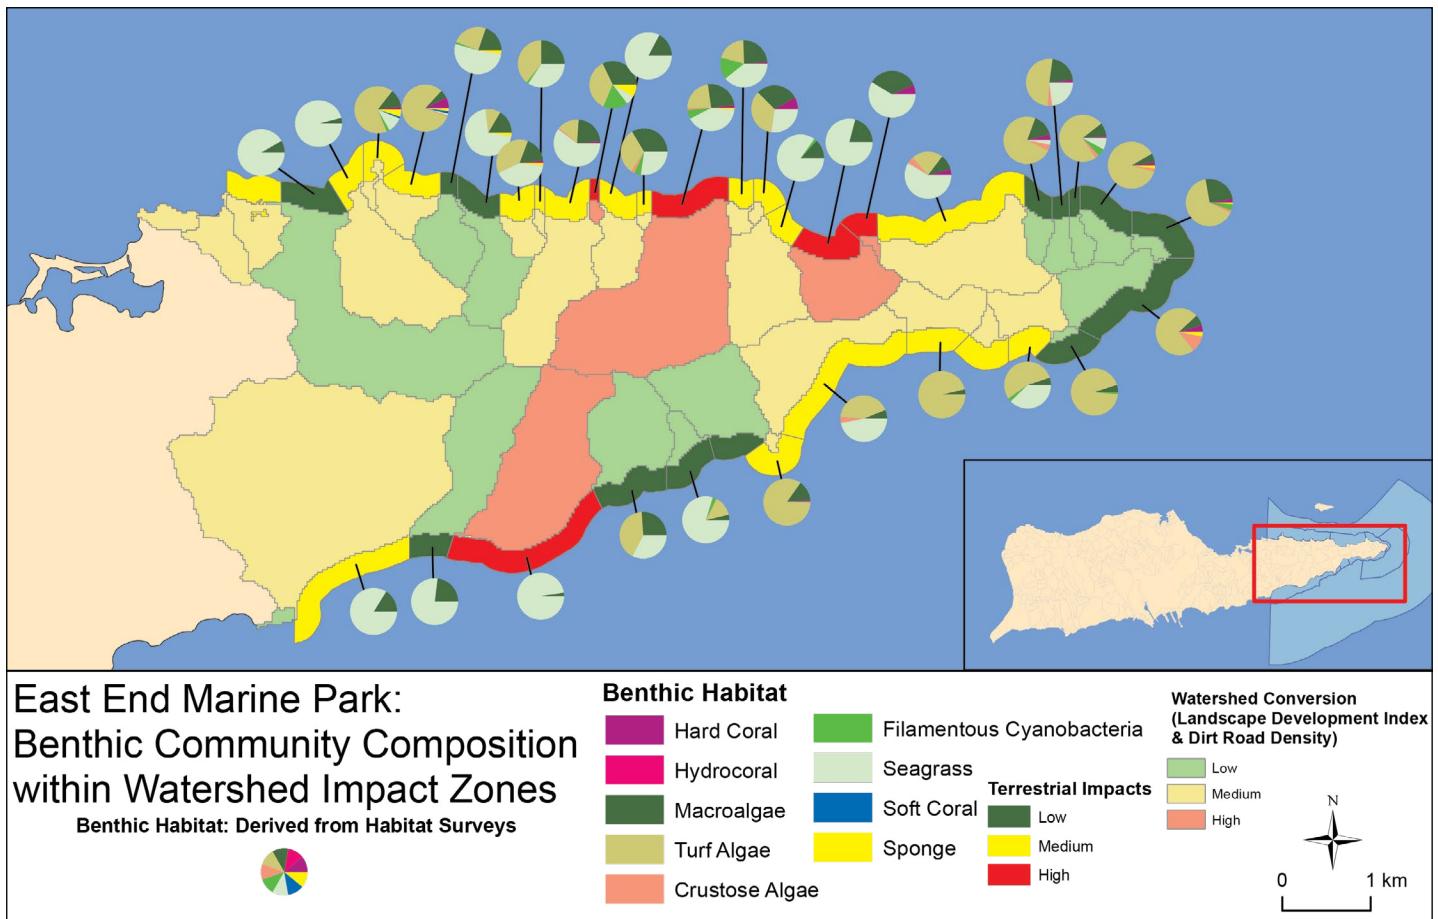 East End Marine Park:
Benthic Community Composition
within Watershed Impact Zones
Benthic Habitat: Derived from Habitat Surveys
Benthic Habitat
Hard Coral
Hydrocoral
Macroalgae
Turf Algae
Crustose Algae
Filamentous Cyanobacteria
Seagrass
Soft Coral
Sponge
Terrestrial Impacts
Low
Medium
High
Watershed Conversion
(Landscape Development Index
& Dirt Road Density)
Low
Medium
High
N
0 1 km